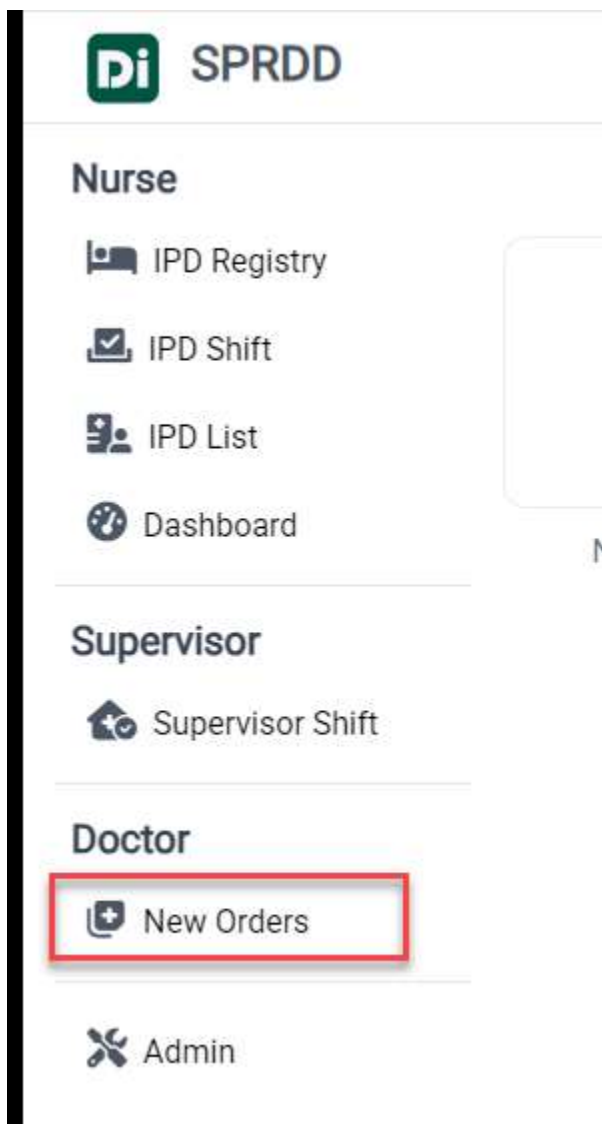 Di SPRDD
Nurse
IPD Registry
IPD Shift
IPD List
Dashboard
N
Supervisor
Supervisor Shift
Doctor
New Orders
Admin